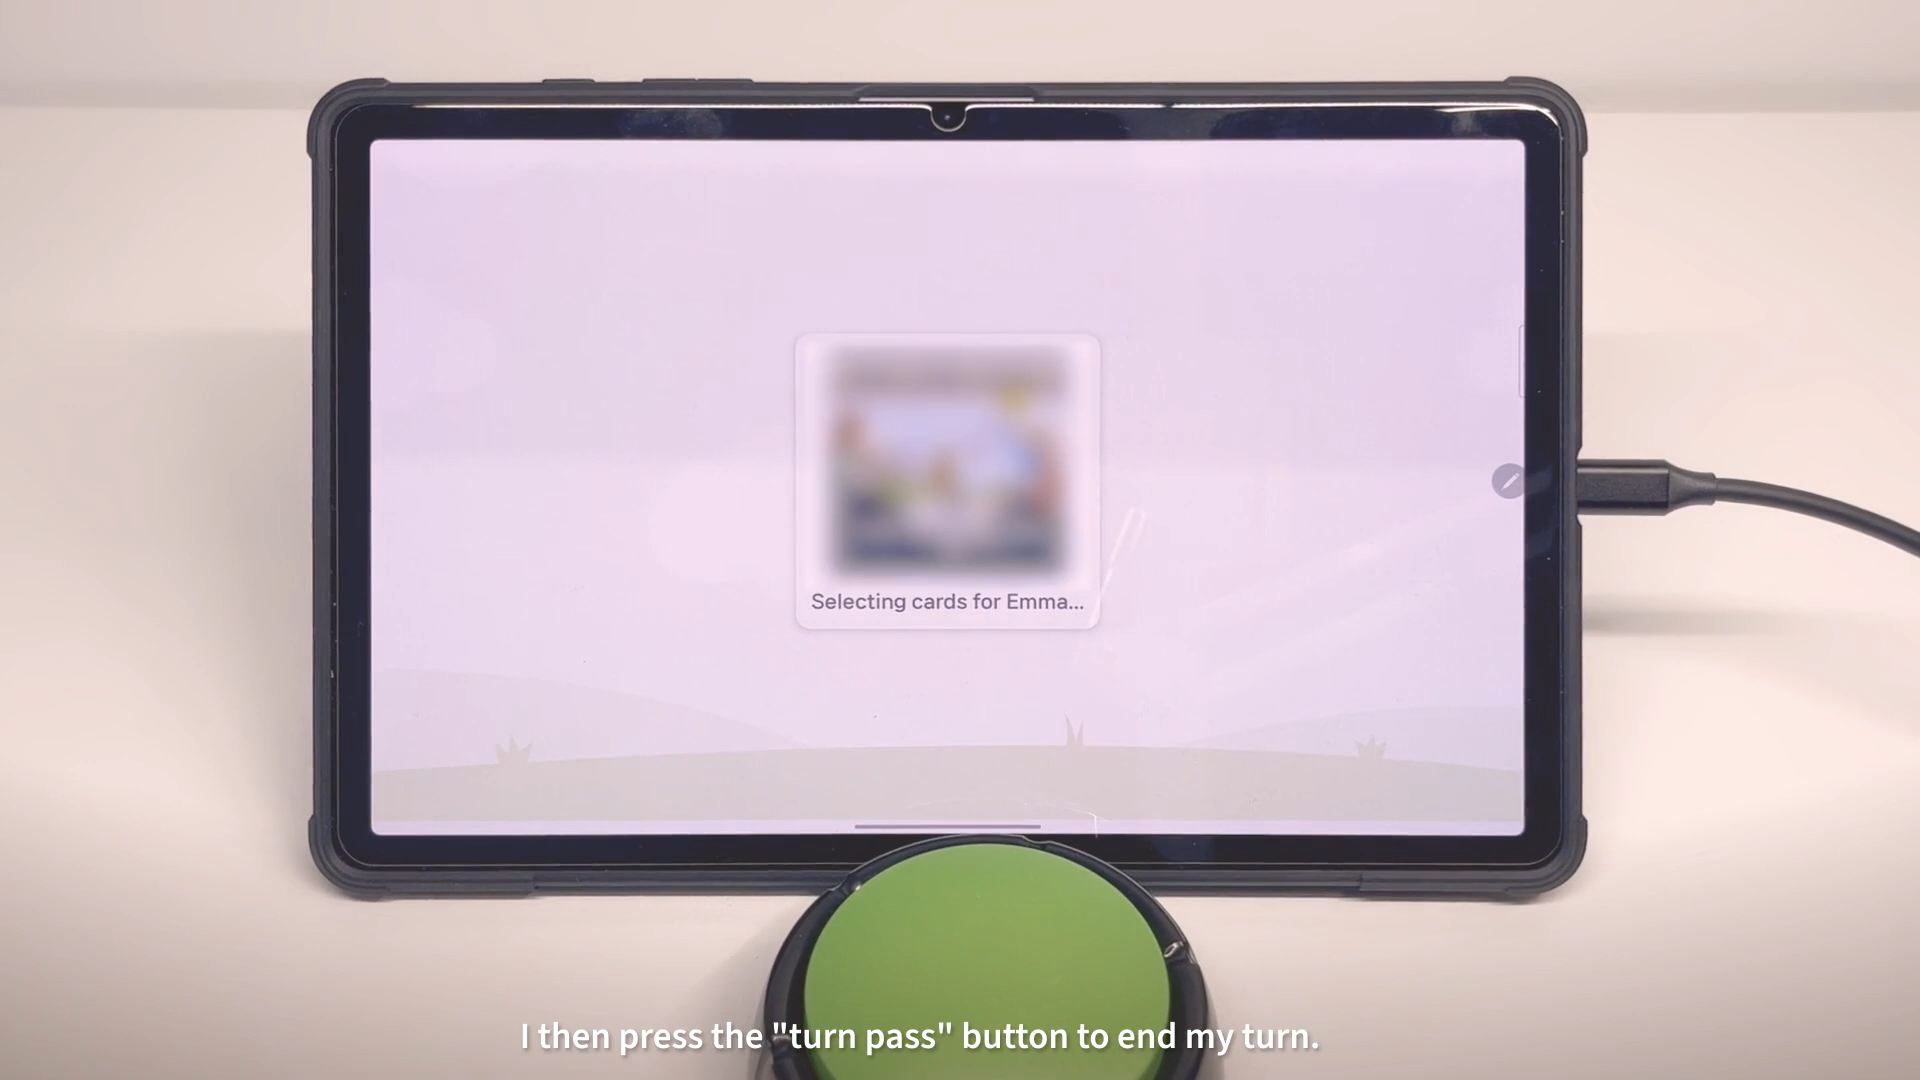 Selecting cards for Emma...
I then press the "turn pass" button to end my turn.